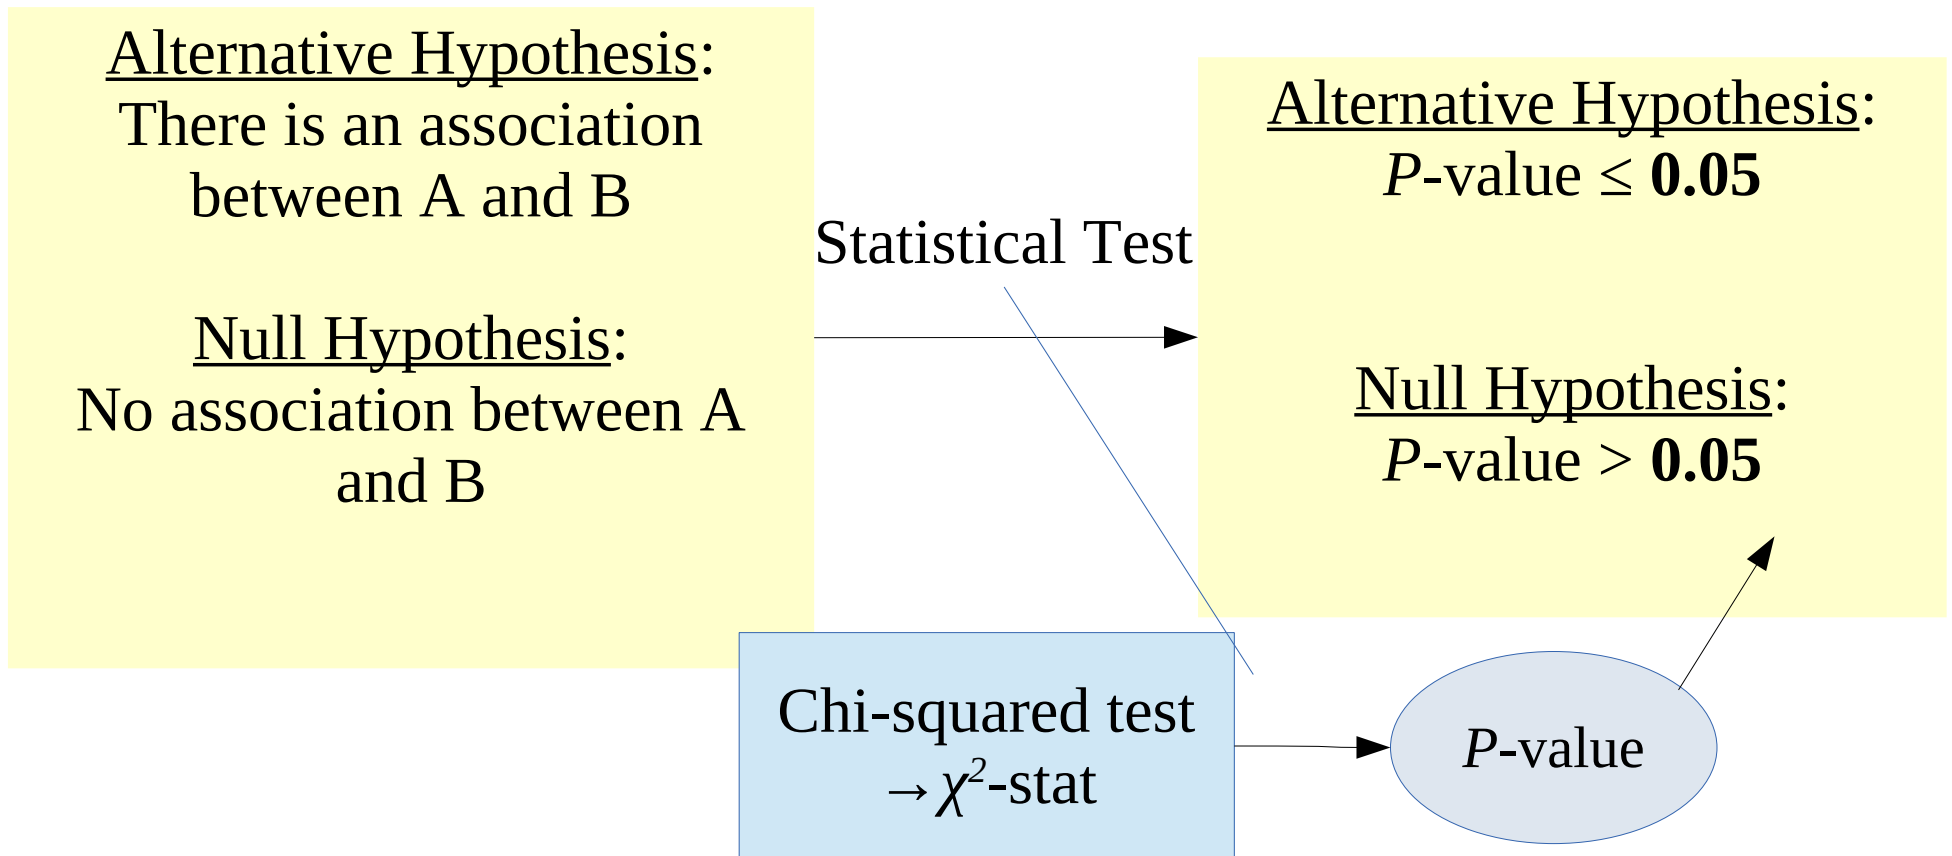 Alternative Hypothesis:
There is an association
between A and B
Null Hypothesis:
No association between A
and B
Statistical Test
Alternative Hypothesis:
P-value ≤ 0.05
Null Hypothesis:
P-value > 0.05
Chi-squared test
→χ²-stat
P-value